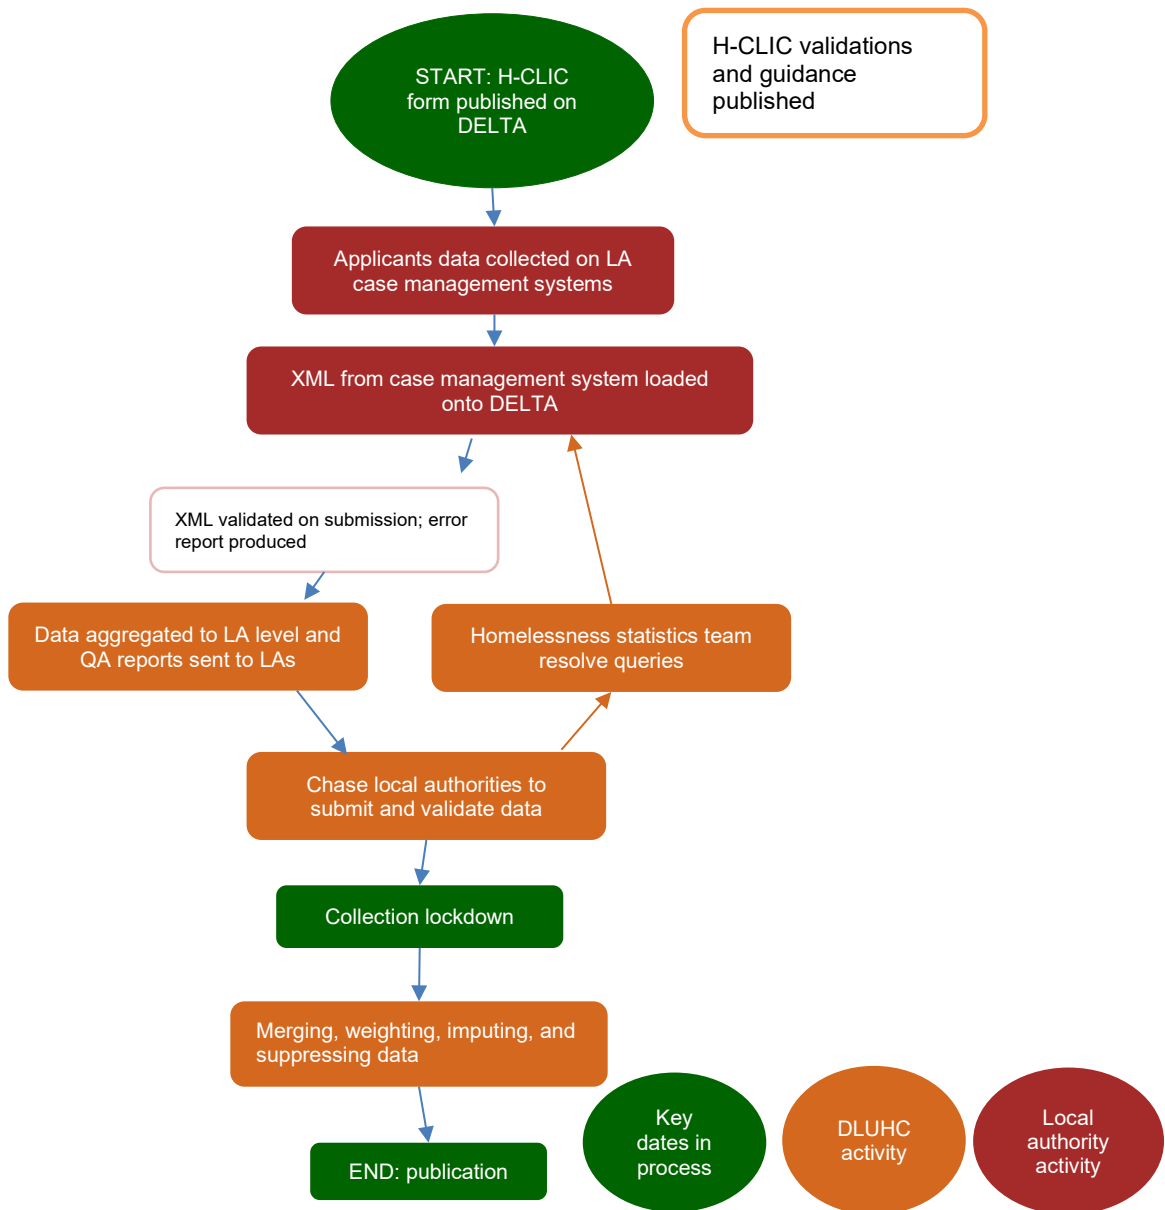 START: H-CLIC
form published on
DELTA
H-CLIC validations
and guidance
published
Applicants data collected on LA
case management systems
XML from case management system loaded
onto DELTA
XML validated on submission; error
report produced
Data aggregated to LA level and
QA reports sent to LAs
Homelessness statistics team
resolve queries
Chase local authorities to
submit and validate data
Collection lockdown
Merging, weighting, imputing, and
suppressing data
END: publication
Key
dates in
process
DLUHC
activity
Local
authority
activity